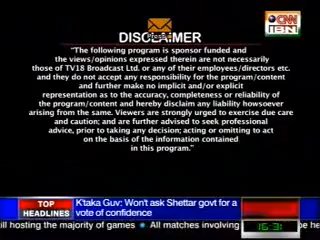 CNN
IBN
DISCLAIMER
"The following program is sponsor funded and
the views/opinions expressed therein are not necessarily
those of TV18 Broadcast Ltd. or any of their employees/directors etc.
and they do not accept any responsibility for the program/content
and further make no implicit and/or explicit
representation as to the accuracy, completeness or reliability of
the program/content and hereby disclaim any liability howsoever
arising from the same. Viewers are strongly urged to exercise due care
and caution; and are further advised to seek professional
advice, prior to taking any decision; acting or omitting to act
on the basis of the information contained
in this program."
TOP
HEADLINES
K'taka Guv: Won't ask Shettar govt for a
vote of confidence
ill hosting the majority of games All matches involving be he